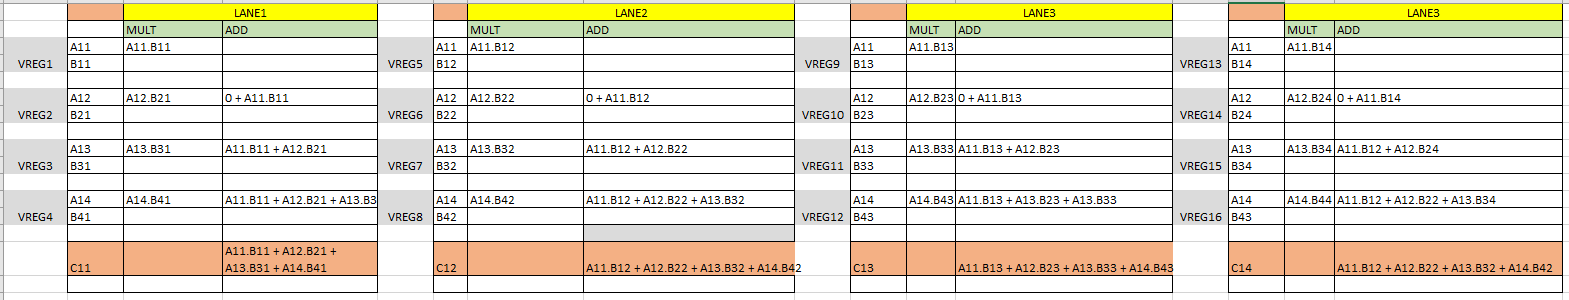 LANE1 LANE2 LANE3 LANE3
MULT ADD MULT ADD MULT ADD MULT ADD
A11 A11.B11 A11 A11.B12 A11 A11.B13 A11 A11.B14
VREG1 B11 VREG5 B12 VREG9 B13 VREG13 B14
A12 A12.B21 0 + A11.B11 A12 A12.B22 0 + A11.B12 A12 A12.B23 0 + A11.B13 A12 A12.B24 0 + A11.B14
VREG2 B21 VREG6 B22 VREG10 B23 VREG14 B24
A13 A13.B31 A11.B11 + A12.B21 A13 A13.B32 A11.B12 + A12.B22 A13 A13.B33 A11.B13 + A12.B23 A13 A13.B34 A11.B12 + A12.B24
VREG3 B31 VREG7 B32 VREG11 B33 VREG15 B34
A14 A14.B41 A11.B11 + A12.B21 + A13.B3 A14 A14.B42 A11.B12 + A12.B22 + A13.B32 A14 A14.B43 A11.B13 + A13.B23 + A13.B33 A14 A14.B44 A11.B12 + A12.B22 + A13.B34
VREG4 B41 VREG8 B42 VREG12 B43 VREG16 B43
A11.B11 + A12.B21 +
C11 A13.B31 + A14.B41 C12 A11.B12 + A12.B22 + A13.B32 + A14.B42 C13 A11.B13 + A12.B23 + A13.B33 + A14.B43 C14 A11.B12 + A12.B22 + A13.B32 + A14.B42